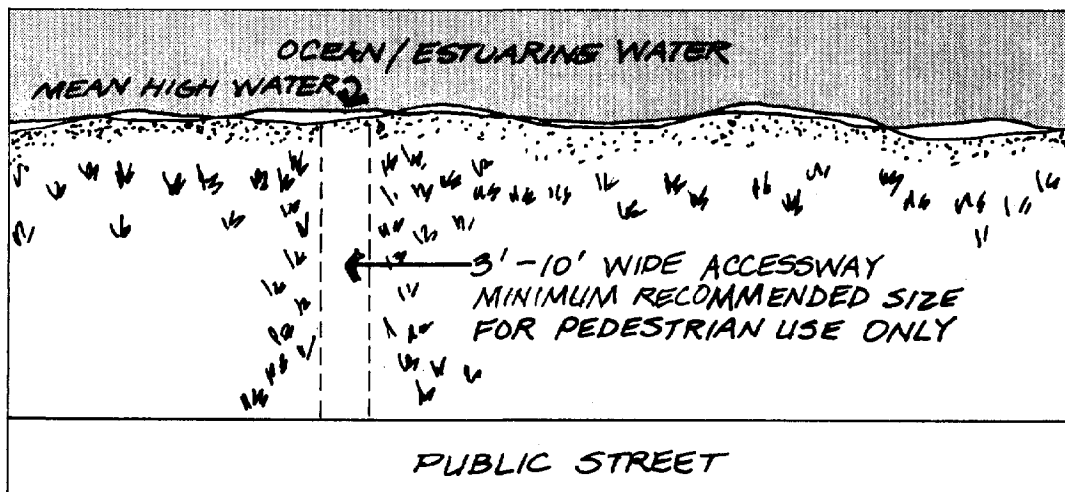 OCEAN/ESTUARINE WATER
MEAN HIGH WATER
3'-10' WIDE ACCESSWAY
MINIMUM RECOMMENDED SIZE
FOR PEDESTRIAN USE ONLY
PUBLIC STREET